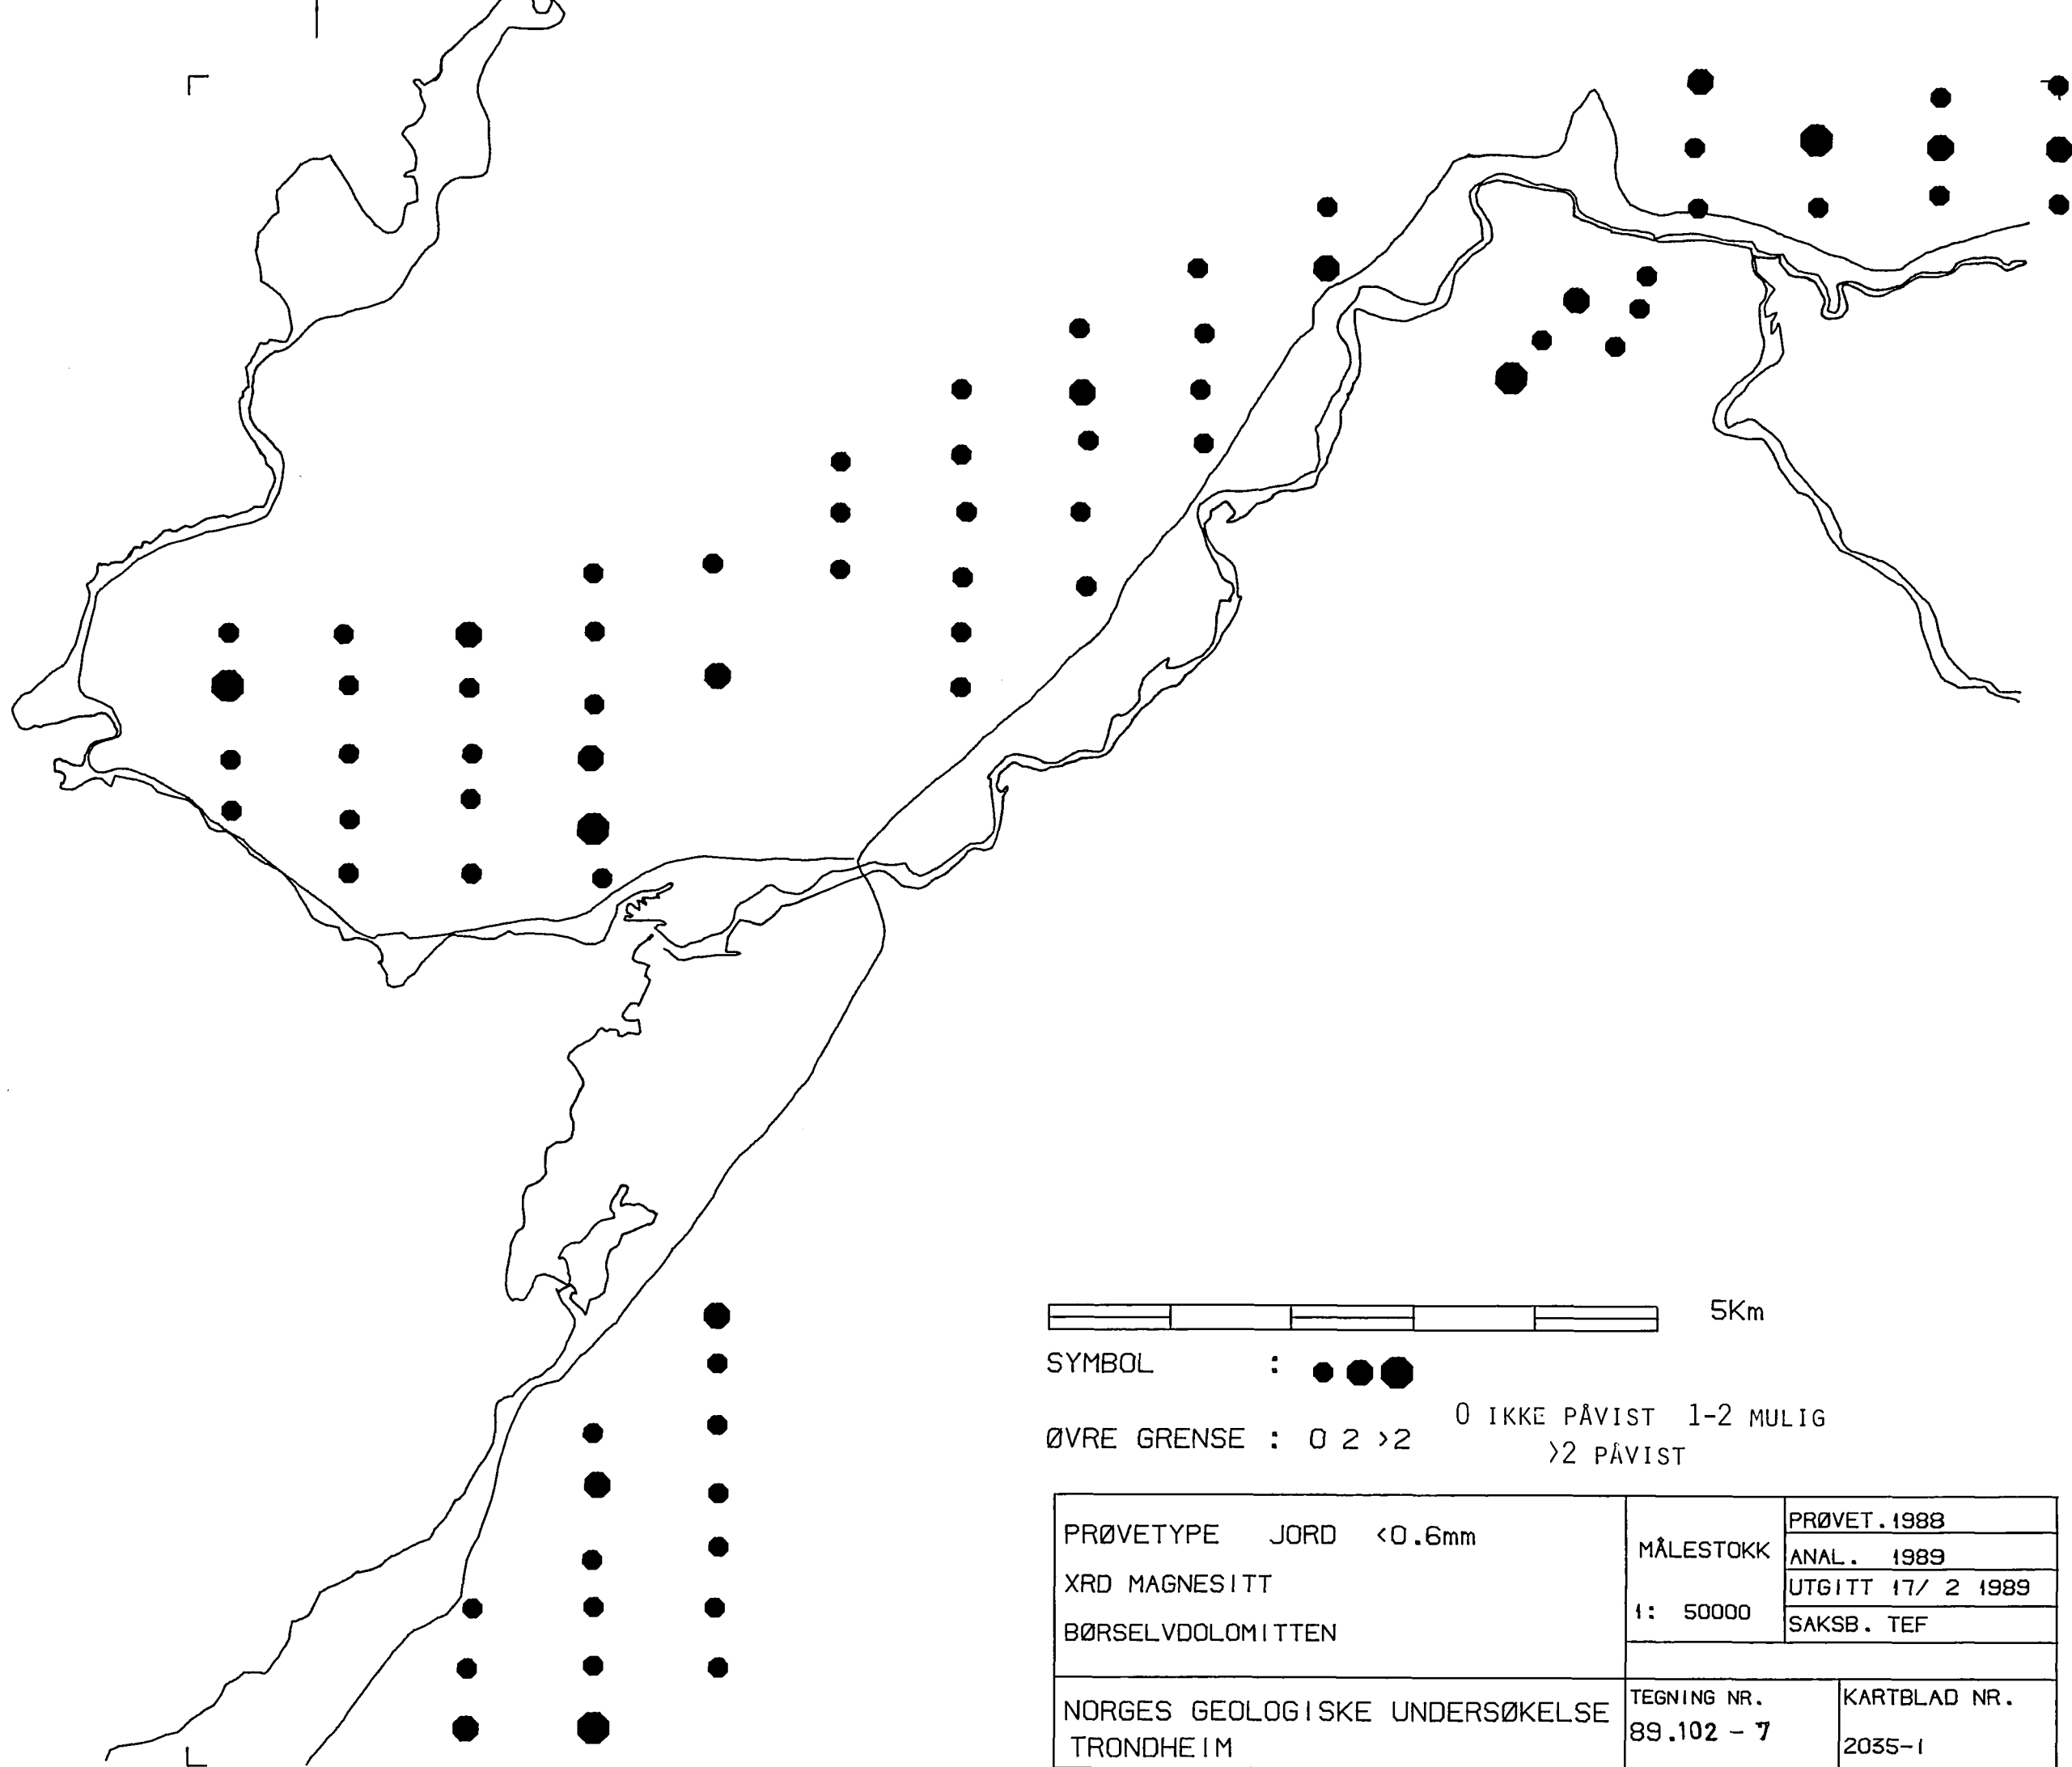 5Km
SYMBOL :
0 IKKE PÅVIST 1-2 MULIG
ØVRE GRENSE : 0 2 >2
>2 PÅVIST
PRØVETYPE JORD <0.6mm
XRD MAGNESITT
BØRSELVDOLOMITTEN
MÅLESTOKK
1: 50000
PRØVET.1988
ANAL. 1989
UTGITT 17/ 2 1989
SAKSB. TEF
NORGES GEOLOGISKE UNDERSØKELSE
TRONDHEIM
TEGNING NR.
89.102 - 7
KARTBLAD NR.
2035-I